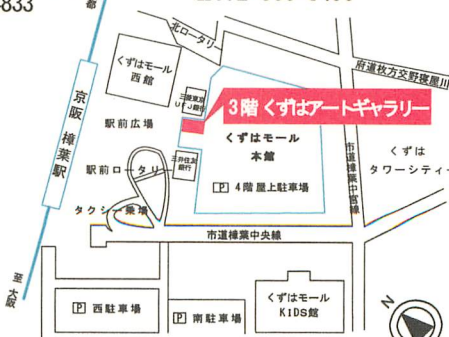 833
都
北ロータリー
くずはモール
西館
三菱東京
UFJ銀行
府道枚方交野寝屋川
3階 くずはアートギャラリー
京阪 樟葉駅
駅前広場
くずはモール
本館
三井住友
銀行
駅前ロータリー
P 4階屋上駐車場
市道樟葉中宮線
くずは
タワーシティー
タクシー乗場
市道樟葉中央線
至 大阪
P 西駐車場
P 南駐車場
くずはモール
KIDS館
N